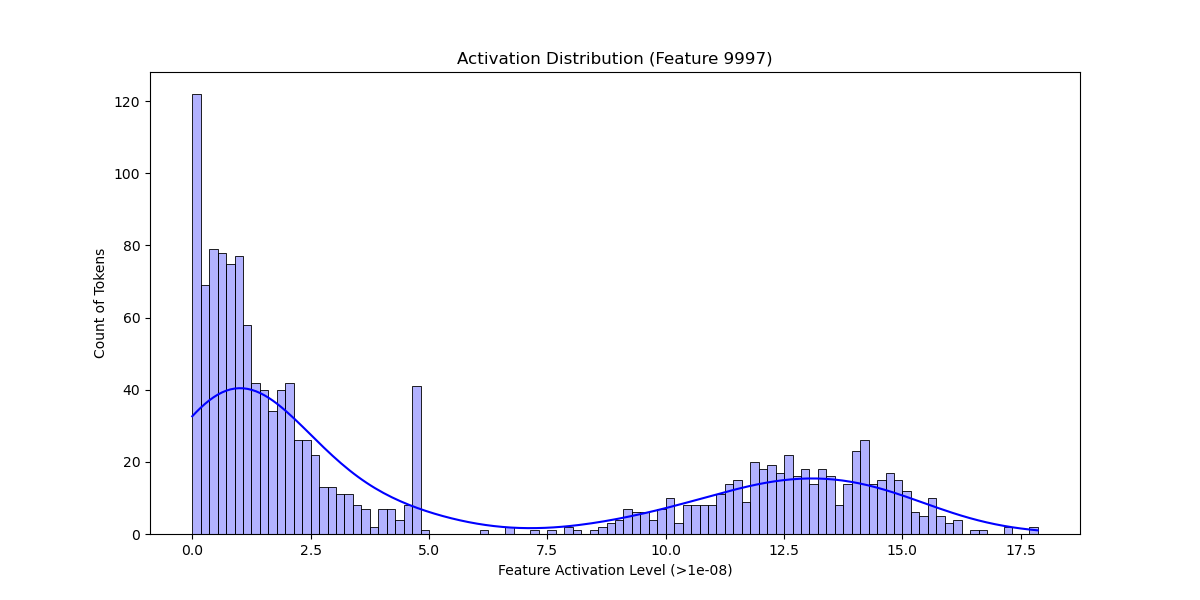 Activation Distribution (Feature 9997)
Count of Tokens
120
100
80
60
40
20
0
0.0 2.5 5.0 7.5 10.0 12.5 15.0 17.5
Feature Activation Level (>1e-08)